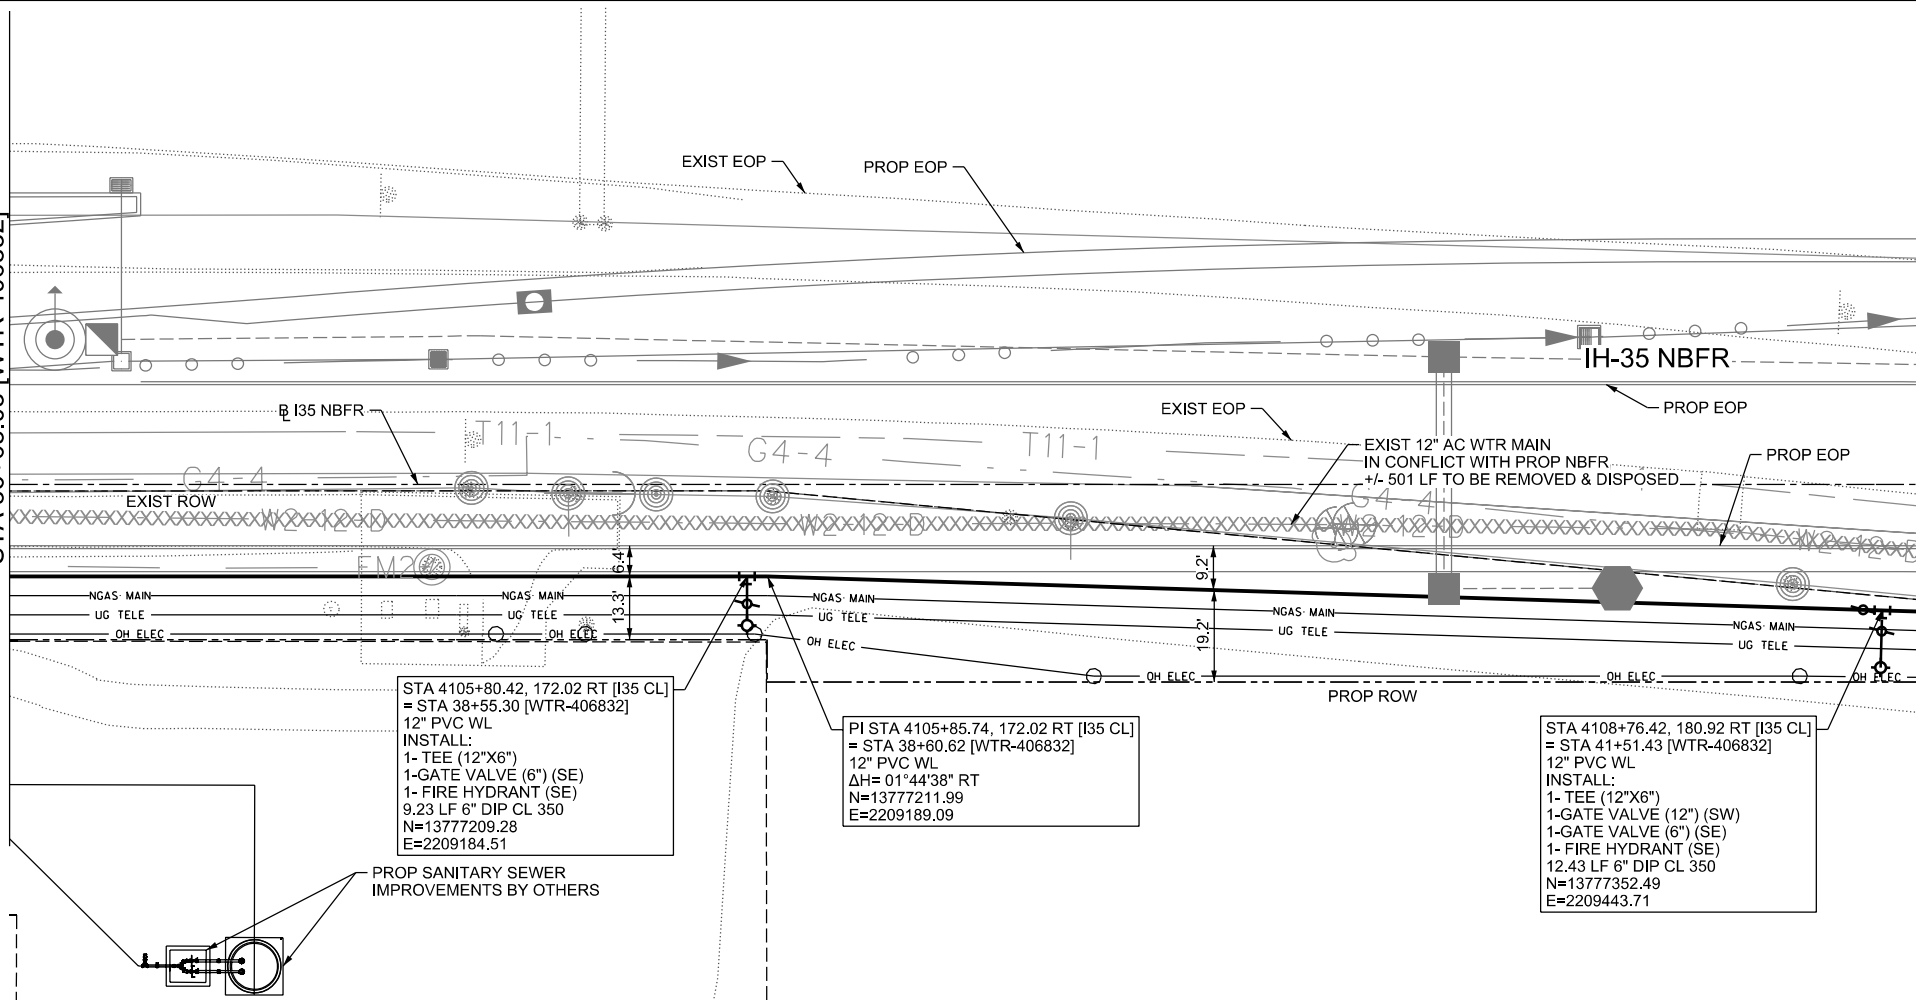 EXIST EOP
PROP EOP
IH-35 NBFR
PROP EOP
℄ I35 NBFR
EXIST EOP
T11-1
G4-4
T11-1
EXIST 12" AC WTR MAIN
IN CONFLICT WITH PROP NBFR
+/- 501 LF TO BE REMOVED & DISPOSED
PROP EOP
G4-4
EXIST ROW
G4-4
W2-12-D
W2-12-D
W2-12-D
W2-12-D
FM2
6.4'
13.3'
9.2'
19.2'
NGAS MAIN
NGAS MAIN
NGAS MAIN
NGAS MAIN
NGAS MAIN
UG TELE
UG TELE
UG TELE
UG TELE
UG TELE
OH ELEC
OH ELEC
OH ELEC
OH ELEC
OH ELEC
OH ELEC
PROP ROW
STA 4105+80.42, 172.02 RT [I35 CL]
= STA 38+55.30 [WTR-406832]
12" PVC WL
INSTALL:
1- TEE (12"X6")
1-GATE VALVE (6") (SE)
1- FIRE HYDRANT (SE)
9.23 LF 6" DIP CL 350
N=13777209.28
E=2209184.51
PI STA 4105+85.74, 172.02 RT [I35 CL]
= STA 38+60.62 [WTR-406832]
12" PVC WL
ΔH= 01°44'38" RT
N=13777211.99
E=2209189.09
STA 4108+76.42, 180.92 RT [I35 CL]
= STA 41+51.43 [WTR-406832]
12" PVC WL
INSTALL:
1- TEE (12"X6")
1-GATE VALVE (12") (SW)
1-GATE VALVE (6") (SE)
1- FIRE HYDRANT (SE)
12.43 LF 6" DIP CL 350
N=13777352.49
E=2209443.71
PROP SANITARY SEWER
IMPROVEMENTS BY OTHERS